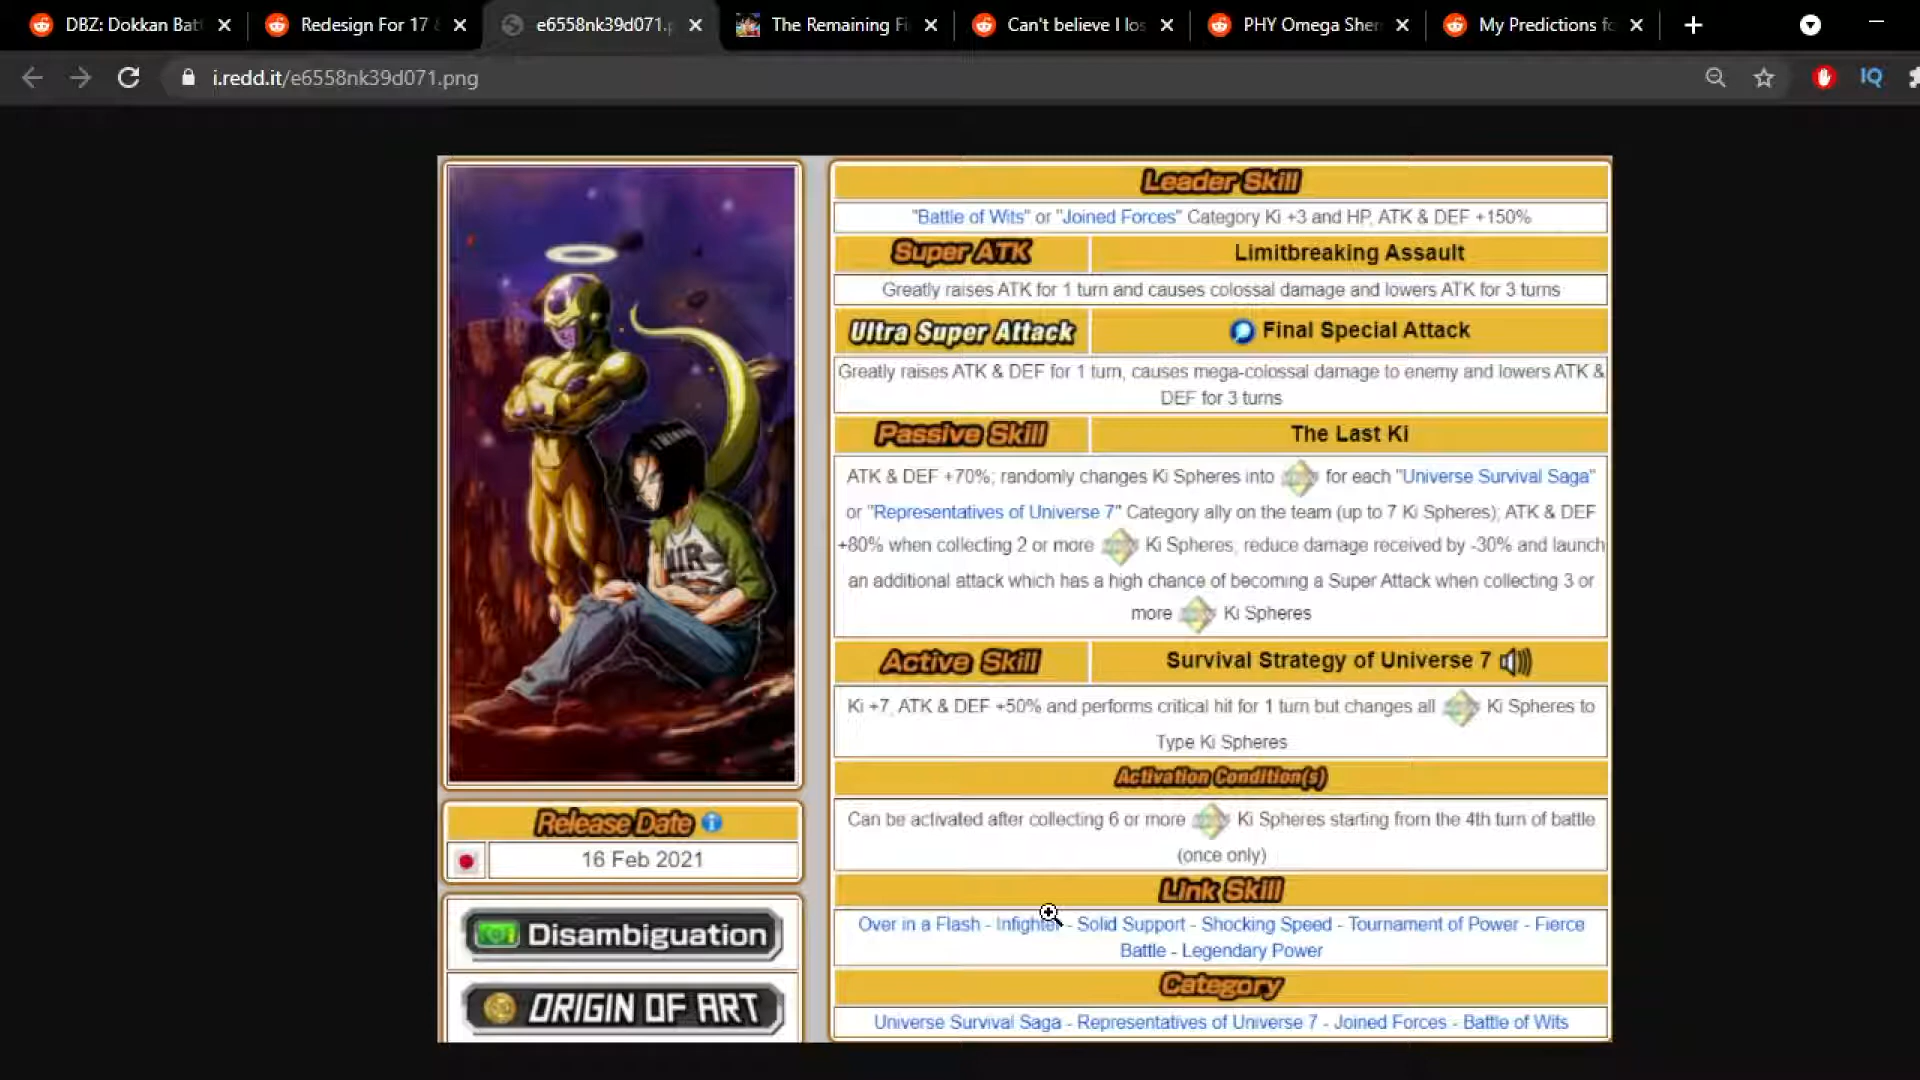 DBZ: Dokkan Bat
Redesign For 17
e6558nk39d071.p
The Remaining Fi
Can't believe I los
PHY Omega Shen
My Predictions fo
i.redd.it/e6558nk39d071.png
IQ
Leader Skill
"Battle of Wits" or "Joined Forces" Category Ki +3 and HP, ATK & DEF +150%
Super ATK
Limitbreaking Assault
Greatly raises ATK for 1 turn and causes colossal damage and lowers ATK for 3 turns
Ultra Super Attack
Final Special Attack
Greatly raises ATK & DEF for 1 turn, causes mega-colossal damage to enemy and lowers ATK &
DEF for 3 turns
Passive Skill
The Last Ki
ATK & DEF +70%; randomly changes Ki Spheres into for each "Universe Survival Saga"
or "Representatives of Universe 7" Category ally on the team (up to 7 Ki Spheres); ATK & DEF
+80% when collecting 2 or more Ki Spheres, reduce damage received by -30% and launch
an additional attack which has a high chance of becoming a Super Attack when collecting 3 or
more Ki Spheres
Active Skill
Survival Strategy of Universe 7
Ki +7, ATK & DEF +50% and performs critical hit for 1 turn but changes all Ki Spheres to
Type Ki Spheres
Activation Condition(s)
Can be activated after collecting 6 or more Ki Spheres starting from the 4th turn of battle
(once only)
Link Skill
Over in a Flash - Infighter - Solid Support - Shocking Speed - Tournament of Power - Fierce
Battle - Legendary Power
Category
Universe Survival Saga - Representatives of Universe 7 - Joined Forces - Battle of Wits
MIR
Release Date
16 Feb 2021
Disambiguation
ORIGIN OF ART